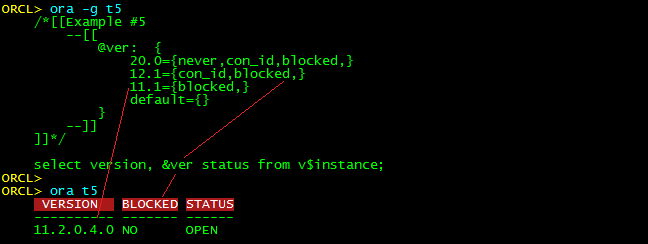 ORCL> ora -g t5
/*[[Example #5
--[[
@ver: {
20.0={never,con_id,blocked,}
12.1={con_id,blocked,}
11.1={blocked,}
default={}
}
--]]
]]*/
select version, &ver status from v$instance;
ORCL>
ORCL> ora t5
VERSION BLOCKED STATUS
---------- ------- ------
11.2.0.4.0 NO OPEN